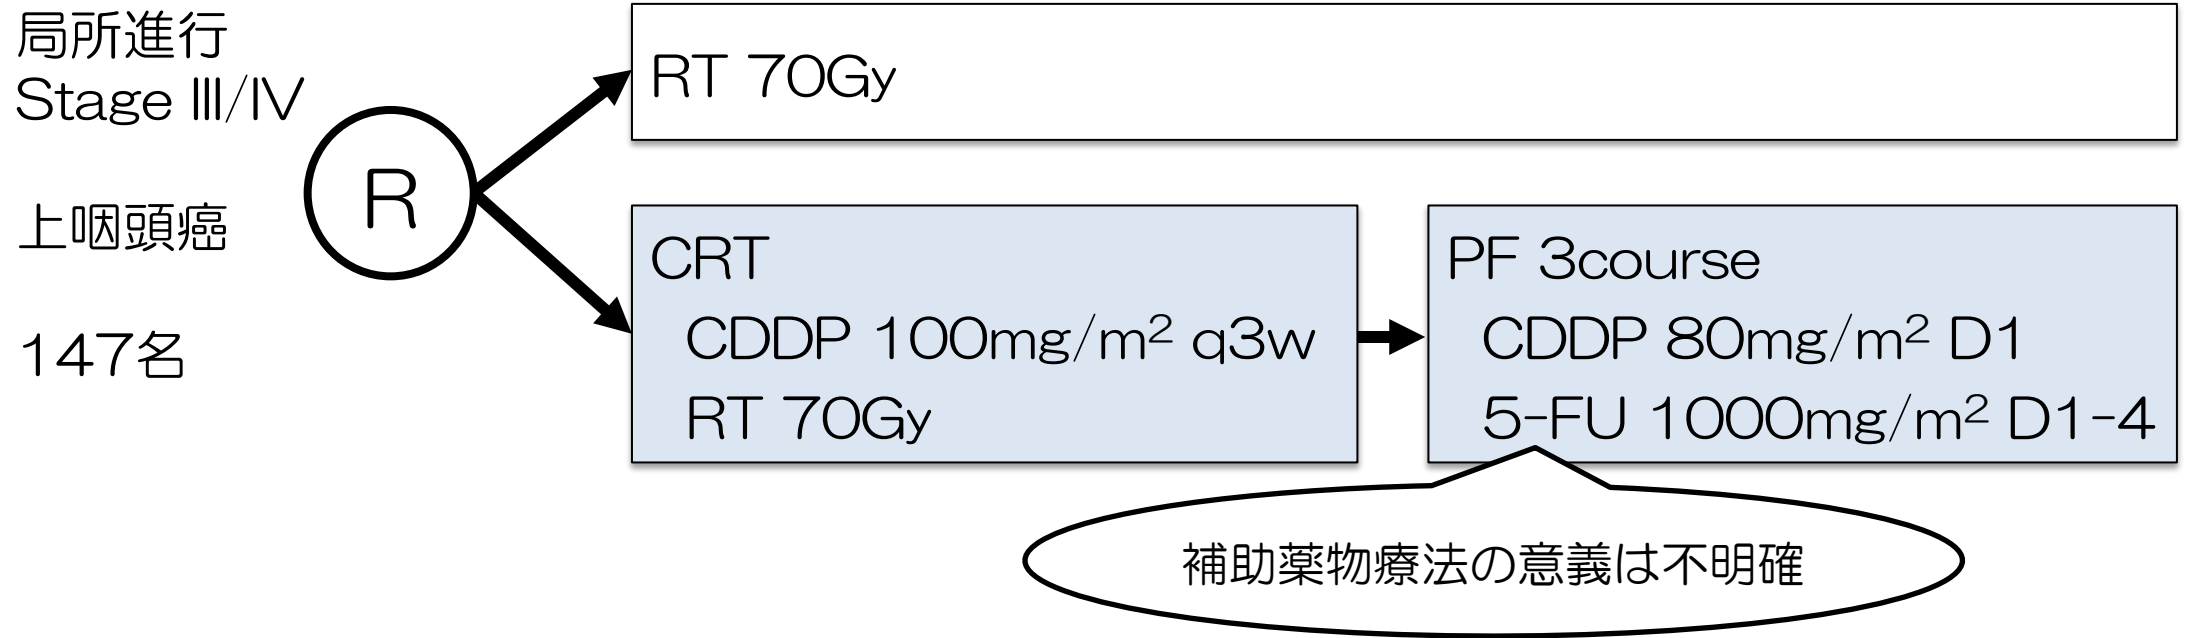 局所進行
Stage III/IV
上咽頭癌
147名
R
RT 70Gy
CRT
CDDP 100mg/m² q3w
RT 70Gy
PF 3course
CDDP 80mg/m² D1
5-FU 1000mg/m² D1-4
補助薬物療法の意義は不明確